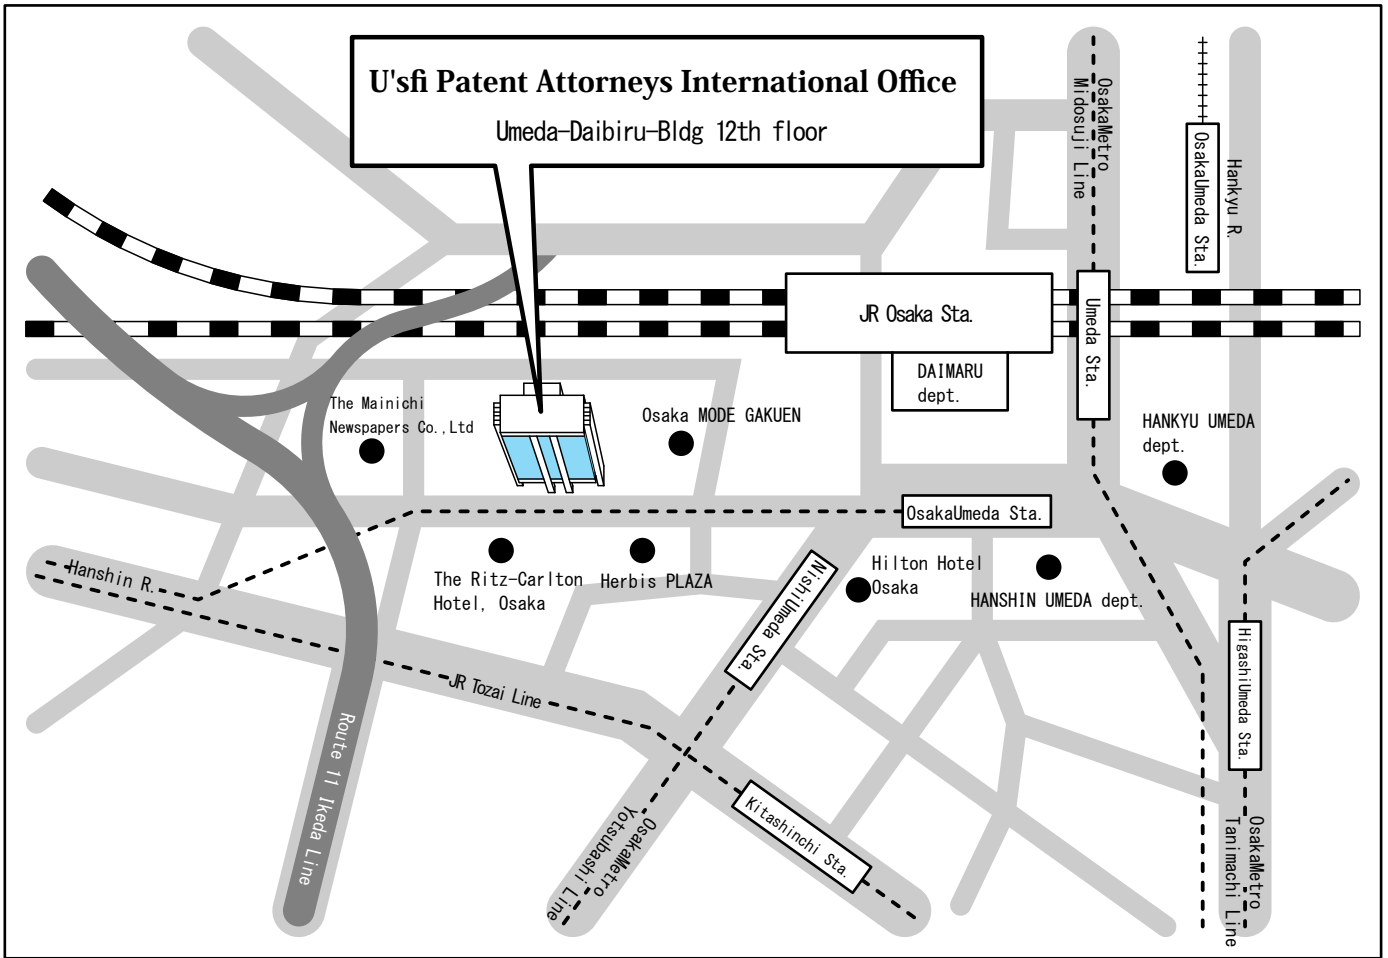 U'sfi Patent Attorneys International Office
Umeda-Daibiru-Bldg 12th floor
OsakaMetro
Midosuji Line
OsakaUmeda Sta.
Hankyu R.
JR Osaka Sta.
Umeda Sta.
DAIMARU
dept.
The Mainichi
Newspapers Co.,Ltd
Osaka MODE GAKUEN
HANKYU UMEDA
dept.
OsakaUmeda Sta.
Hanshin R.
The Ritz-Carlton
Hotel, Osaka
Herbis PLAZA
NishiUmeda Sta.
Hilton Hotel
Osaka
HANSHIN UMEDA dept.
HigashiUmeda Sta.
JR Tozai Line
Route 11 Ikeda Line
Kitashinchi Sta.
OsakaMetro
Yotsubashi Line
OsakaMetro
Tanimachi Line